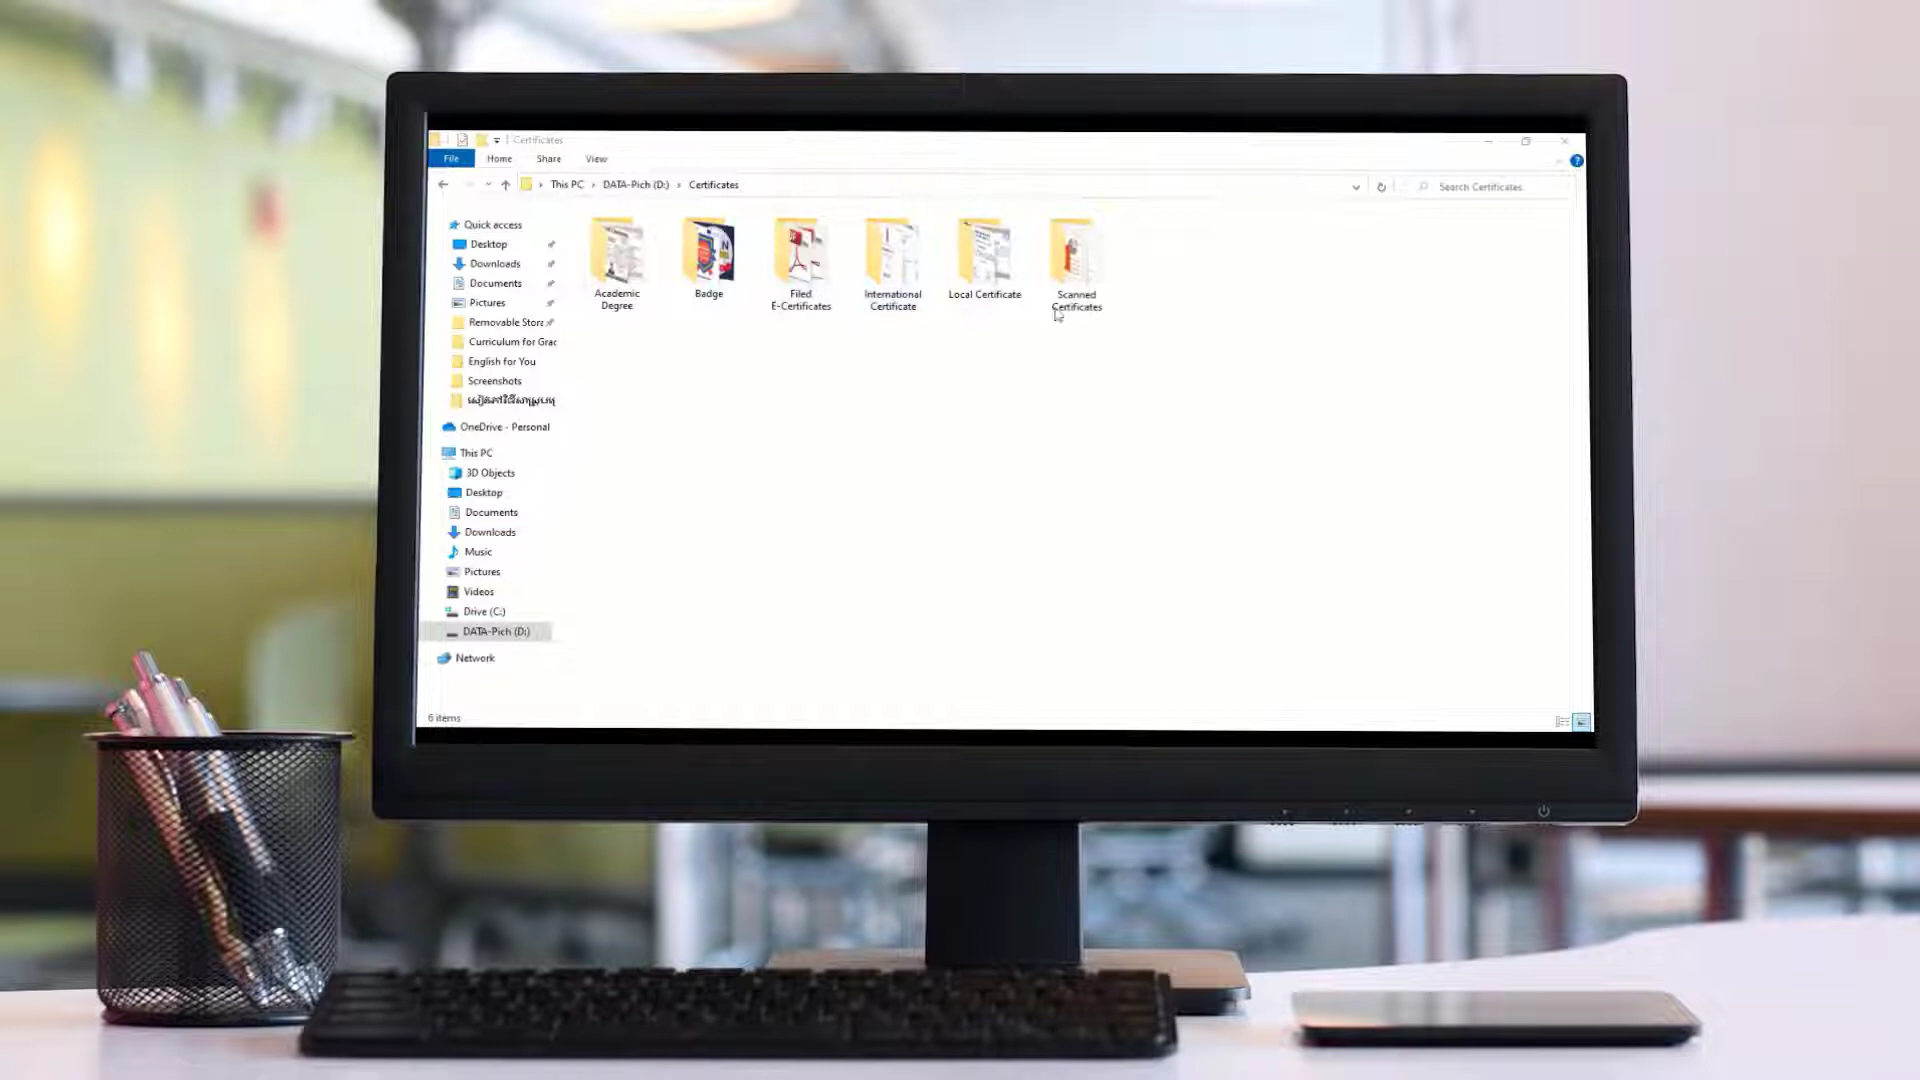 Certificates
File Home Share View
This PC › DATA-Pich (D:) › Certificates
Search Certificates
Quick access
Desktop
Downloads
Documents
Pictures
Removable Stora
Curriculum for Grac
English for You
Screenshots
OneDrive - Personal
This PC
3D Objects
Desktop
Documents
Downloads
Music
Pictures
Videos
Drive (C:)
DATA-Pich (D:)
Network
Academic
Degree
Badge
Filed
E-Certificates
International
Certificate
Local Certificate
Scanned
Certificates
6 items